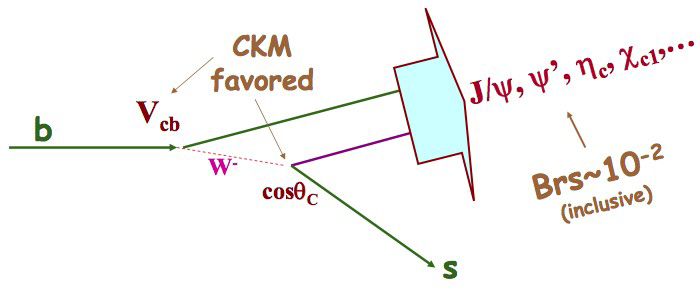 CKM
favored
J/ψ, ψ’, ηc, χc1,...
Vcb
b
W-
Brs~10-2
(inclusive)
cosθC
s